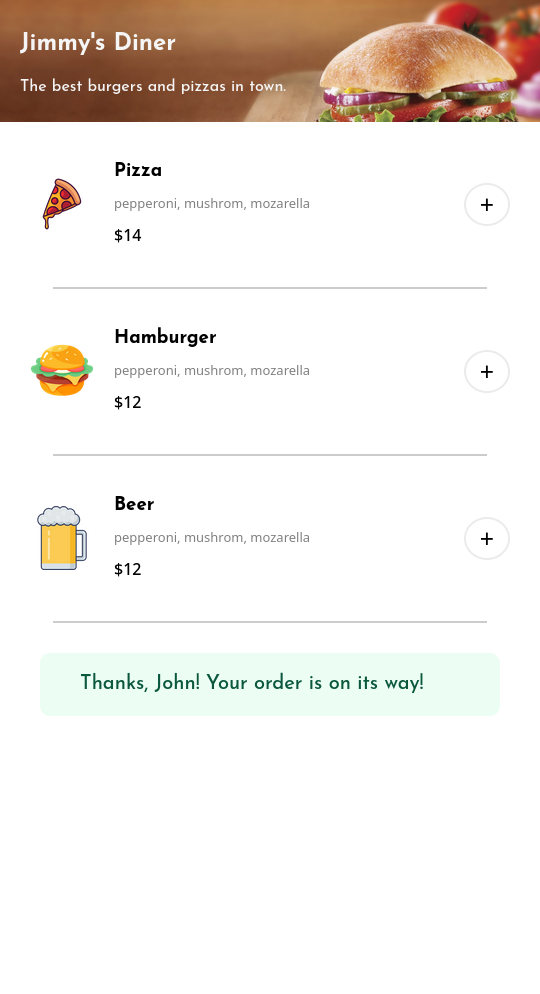 Jimmy's Diner
The best burgers and pizzas in town.
Pizza
pepperoni, mushrom, mozarella
$14
+
Hamburger
pepperoni, mushrom, mozarella
$12
+
Beer
pepperoni, mushrom, mozarella
$12
+
Thanks, John! Your order is on its way!